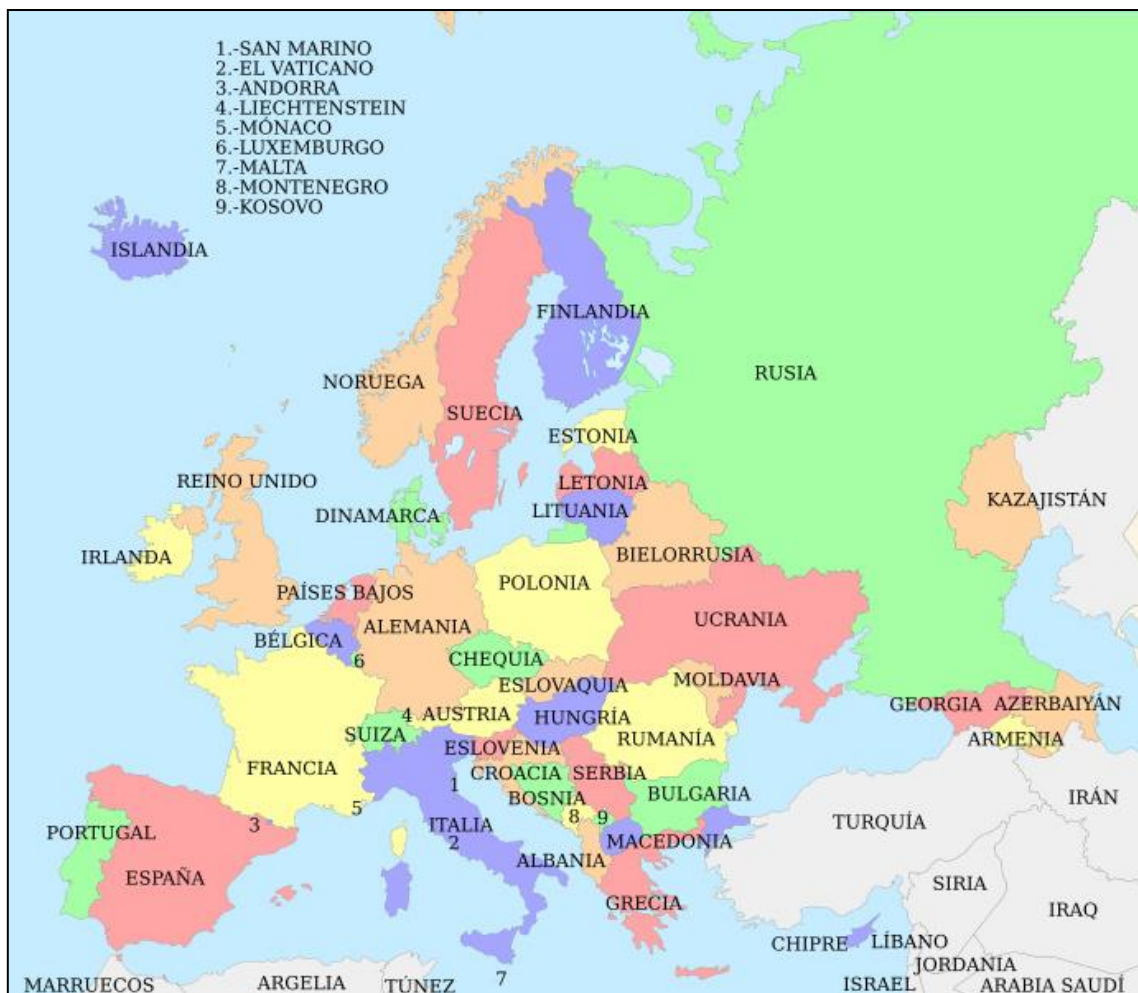 1.-SAN MARINO
2.-EL VATICANO
3.-ANDORRA
4.-LIECHTENSTEIN
5.-MÓNACO
6.-LUXEMBURGO
7.-MALTA
8.-MONTENEGRO
9.-KOSOVO
ISLANDIA
FINLANDIA
RUSIA
NORUEGA
SUECIA
ESTONIA
REINO UNIDO
LETONIA
KAZAJISTÁN
DINAMARCA
LITUANIA
IRLANDA
BIELORRUSIA
POLONIA
PAÍSES BAJOS
UCRANIA
ALEMANIA
BÉLGICA
6
CHEQUIA
MOLDAVIA
ESLOVAQUIA
GEORGIA
AZERBAIYÁN
4
AUSTRIA
HUNGRÍA
SUIZA
RUMANÍA
ARMENIA
ESLOVENIA
FRANCIA
CROACIA
SERBIA
1
BOSNIA
BULGARIA
IRÁN
5
8
9
3
ITALIA
TURQUÍA
PORTUGAL
2
MACEDONIA
ALBANIA
ESPAÑA
SIRIA
GRECIA
IRAQ
CHIPRE
LÍBANO
JORDANIA
7
MARRUECOS
ARGELIA
TÚNEZ
ISRAEL
ARABIA SAUDÍ